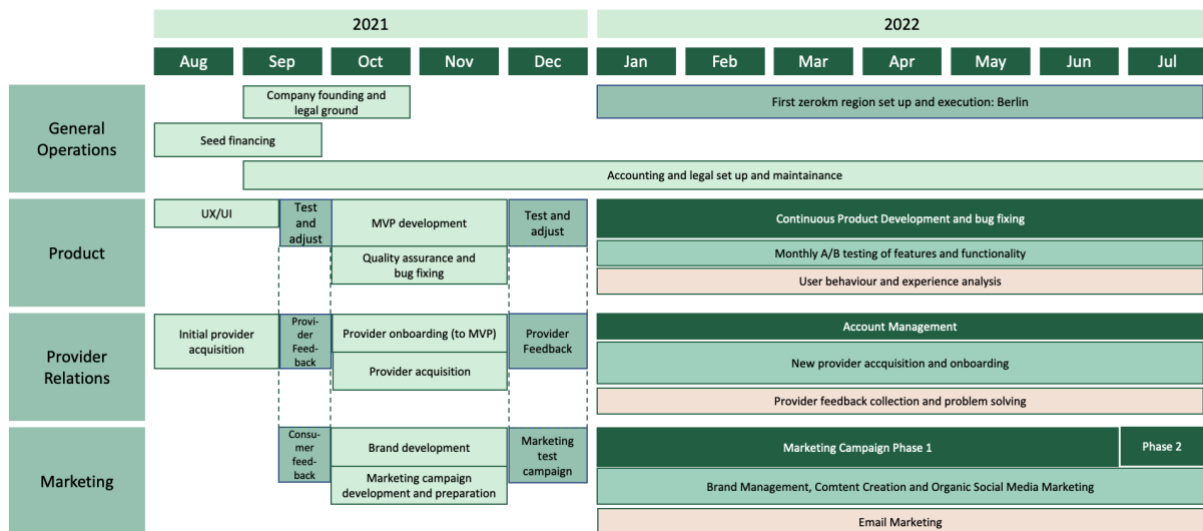 2021
2022
Aug
Sep
Oct
Nov
Dec
Jan
Feb
Mar
Apr
May
Jun
Jul
General
Operations
Company founding and
legal ground
First zerokm region set up and execution: Berlin
Seed financing
Accounting and legal set up and maintainance
Product
UX/UI
Test
and
adjust
MVP development
Test and
adjust
Continuous Product Development and bug fixing
Quality assurance and
bug fixing
Monthly A/B testing of features and functionality
User behaviour and experience analysis
Provider
Relations
Initial provider
acquisition
Provi-
der
Feed-
back
Provider onboarding (to MVP)
Provider
Feedback
Account Management
Provider acquisition
New provider accquisition and onboarding
Provider feedback collection and problem solving
Marketing
Consu-
mer
feed-
back
Brand development
Marketing
test
campaign
Marketing Campaign Phase 1
Phase 2
Marketing campaign
development and preparation
Brand Management, Comtent Creation and Organic Social Media Marketing
Email Marketing